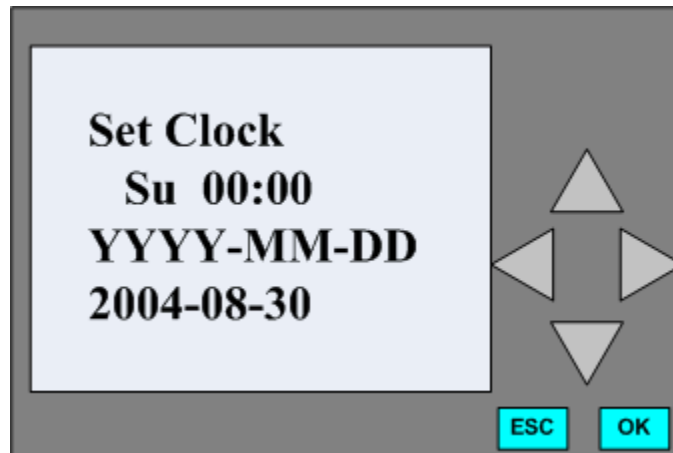 Set Clock
Su 00:00
YYYY-MM-DD
2004-08-30
ESC OK